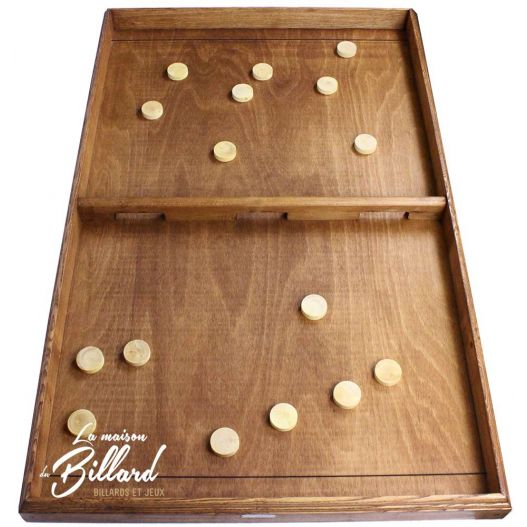 La maison
du Billard
BILLARDS ET JEUX